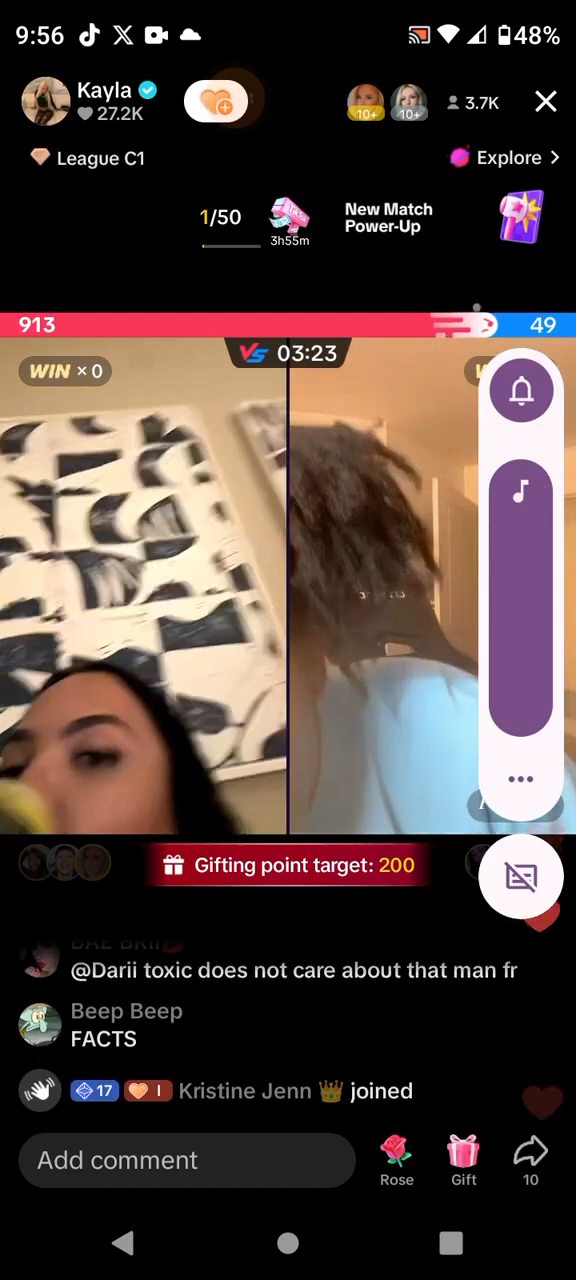 9:56
48%
Kayla
27.2K
10+
10+
3.7K
League C1
Explore
1/50
3h55m
New Match
Power-Up
913
49
VS 03:23
WIN × 0
Gifting point target: 200
@Darii toxic does not care about that man fr
Beep Beep
FACTS
17
I
Kristine Jenn 👑 joined
Add comment
Rose
Gift
10